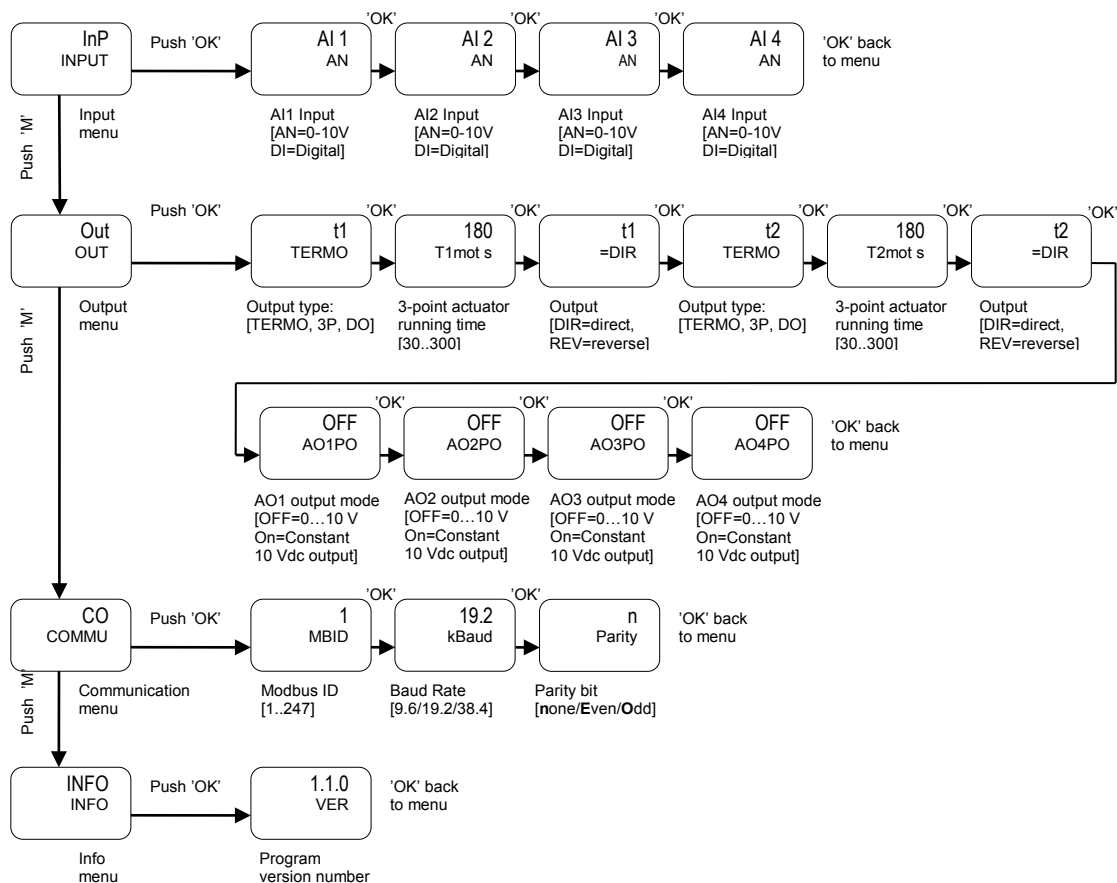 InP
INPUT
Push 'OK'
AI 1
AN
'OK'
AI 2
AN
'OK'
AI 3
AN
'OK'
AI 4
AN
'OK' back
to menu
Push 'M'
Input
menu
AI1 Input
[AN=0-10V
DI=Digital]
AI2 Input
[AN=0-10V
DI=Digital]
AI3 Input
[AN=0-10V
DI=Digital]
AI4 Input
[AN=0-10V
DI=Digital]
Out
OUT
Push 'OK'
t1
TERMO
'OK'
180
T1mot s
'OK'
t1
=DIR
'OK'
t2
TERMO
'OK'
180
T2mot s
'OK'
t2
=DIR
'OK'
Push 'M'
Output
menu
Output type:
[TERMO, 3P, DO]
3-point actuator
running time
[30..300]
Output
[DIR=direct,
REV=reverse]
Output type:
[TERMO, 3P, DO]
3-point actuator
running time
[30..300]
Output
[DIR=direct,
REV=reverse]
OFF
AO1PO
'OK'
OFF
AO2PO
'OK'
OFF
AO3PO
'OK'
OFF
AO4PO
'OK' back
to menu
AO1 output mode
[OFF=0…10 V
On=Constant
10 Vdc output]
AO2 output mode
[OFF=0…10 V
On=Constant
10 Vdc output]
AO3 output mode
[OFF=0…10 V
On=Constant
10 Vdc output]
AO4 output mode
[OFF=0…10 V
On=Constant
10 Vdc output]
CO
COMMU
Push 'OK'
1
MBID
'OK'
19.2
kBaud
'OK'
n
Parity
'OK' back
to menu
Push 'M'
Communication
menu
Modbus ID
[1..247]
Baud Rate
[9.6/19.2/38.4]
Parity bit
[none/Even/Odd]
INFO
INFO
Push 'OK'
1.1.0
VER
'OK' back
to menu
Info
menu
Program
version number